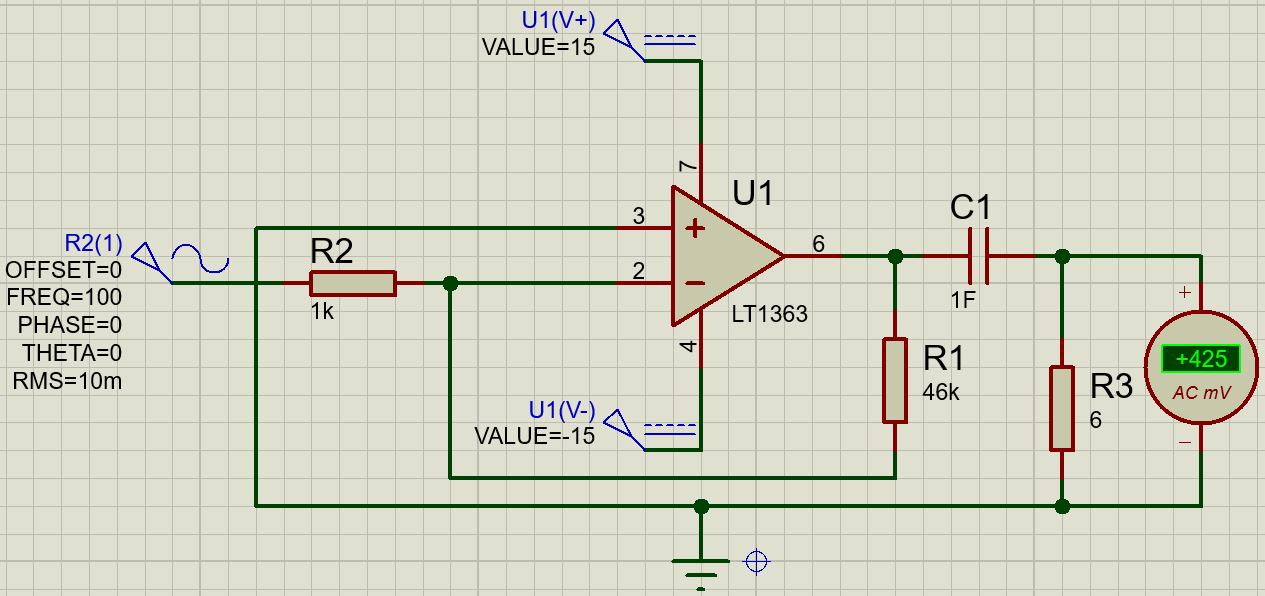 U1(V+)
VALUE=15
7
U1
3
+
6
2
−
LT1363
4
R2(1)
OFFSET=0
FREQ=100
PHASE=0
THETA=0
RMS=10m
R2
1k
U1(V-)
VALUE=-15
C1
1F
R1
46k
R3
6
+
+425
AC mV
−